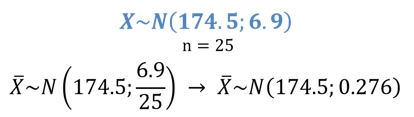 X~N(174.5; 6.9)
n = 25
X̄~N(174.5; 6.9/25) → X̄~N(174.5; 0.276)